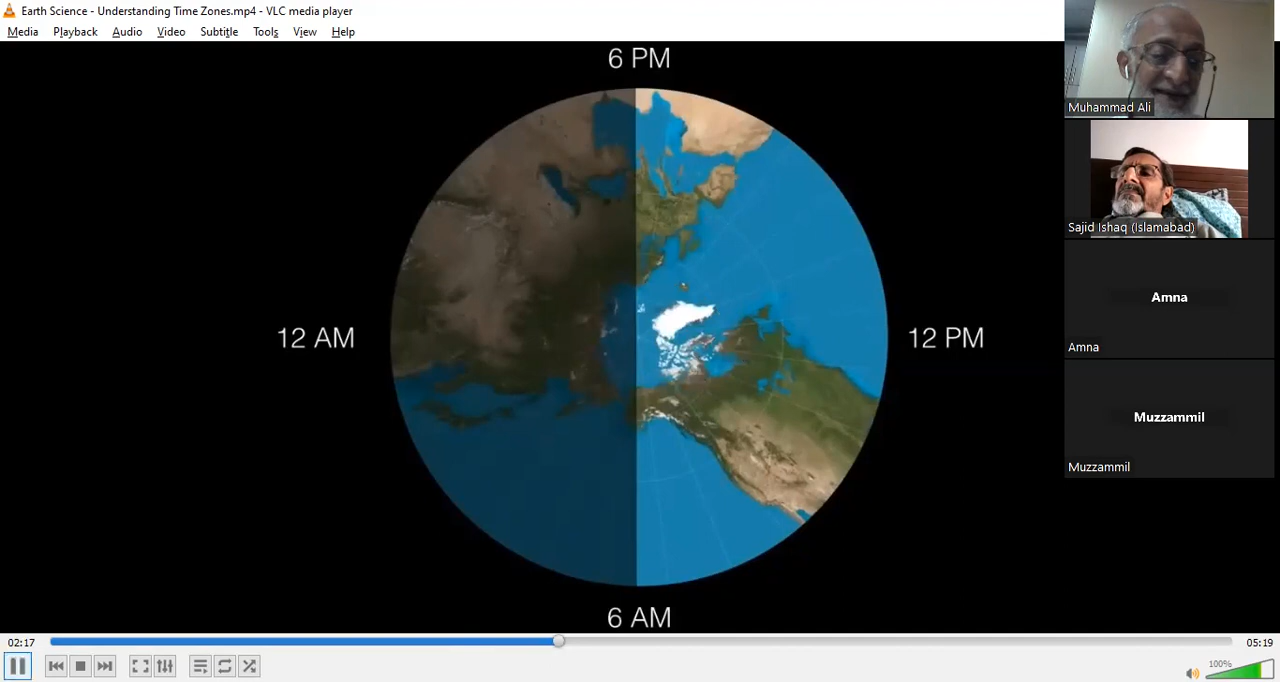 Earth Science - Understanding Time Zones.mp4 - VLC media player
Media Playback Audio Video Subtitle Tools View Help
6 PM
12 AM
12 PM
6 AM
Muhammad Ali
Sajid Ishaq (Islamabad)
Amna
Amna
Muzzammil
Muzzammil
02:17
05:19
100%